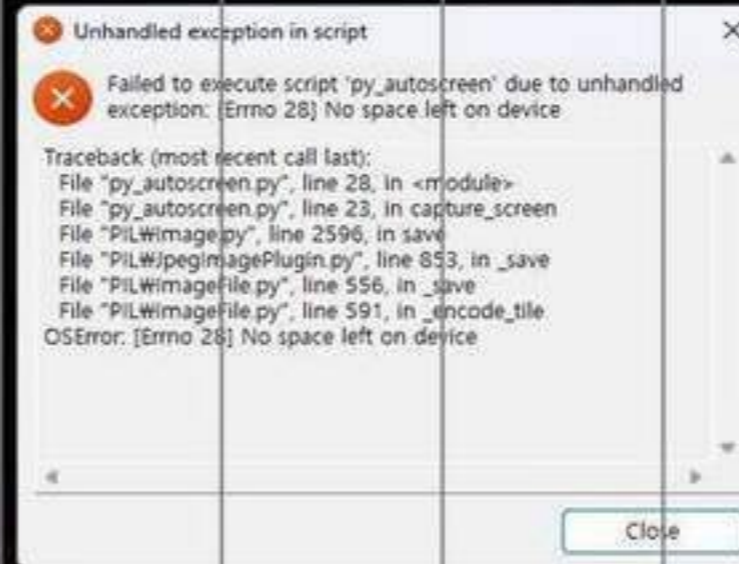 Unhandled exception in script
Failed to execute script 'py_autoscreen' due to unhandled
exception: [Errno 28] No space left on device
Traceback (most recent call last):
File "py_autoscreen.py", line 28, in <module>
File "py_autoscreen.py", line 23, in capture_screen
File "PIL₩Image.py", line 2596, in save
File "PIL₩JpegImagePlugin.py", line 853, in _save
File "PIL₩ImageFile.py", line 556, in _save
File "PIL₩ImageFile.py", line 591, in _encode_tile
OSError: [Errno 28] No space left on device
Close